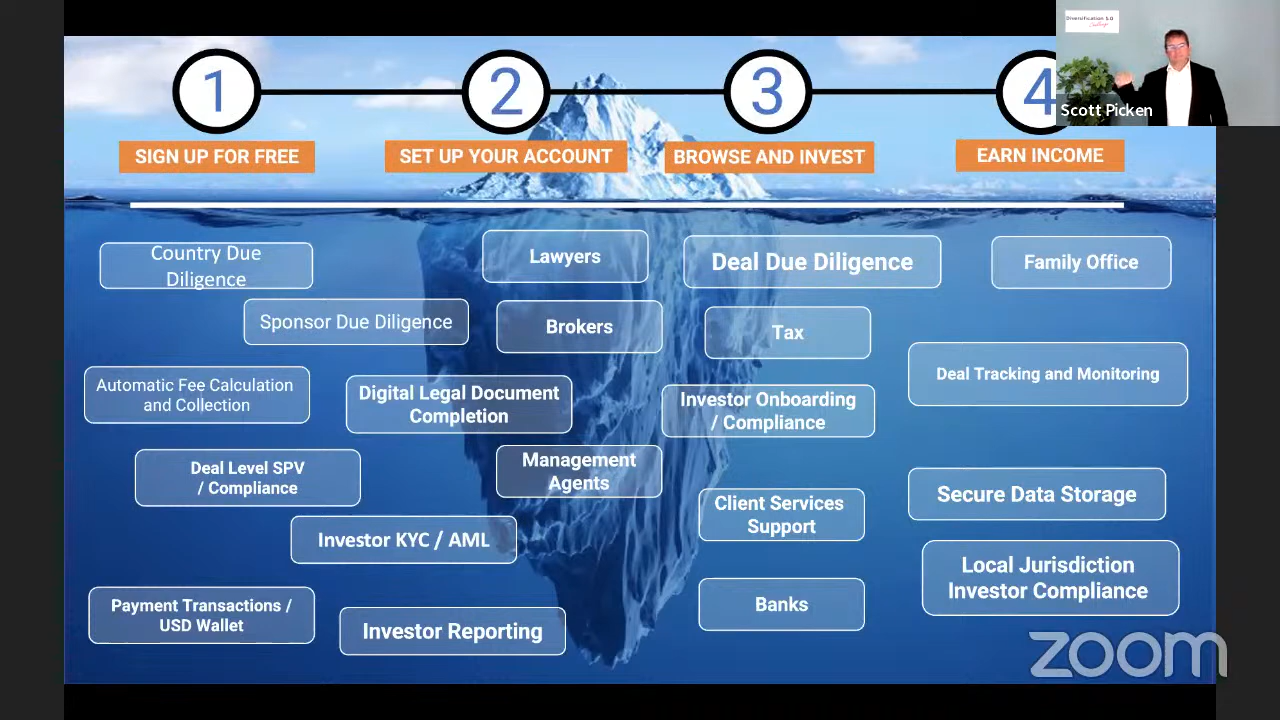 Diversification 5.0
Challenge
Scott Picken
1
2
3
4
SIGN UP FOR FREE
SET UP YOUR ACCOUNT
BROWSE AND INVEST
EARN INCOME
Country Due
Diligence
Lawyers
Deal Due Diligence
Family Office
Sponsor Due Diligence
Brokers
Tax
Automatic Fee Calculation
and Collection
Digital Legal Document
Completion
Investor Onboarding
/ Compliance
Deal Tracking and Monitoring
Deal Level SPV
/ Compliance
Management
Agents
Client Services
Support
Secure Data Storage
Investor KYC / AML
Local Jurisdiction
Investor Compliance
Payment Transactions /
USD Wallet
Investor Reporting
Banks
zoom